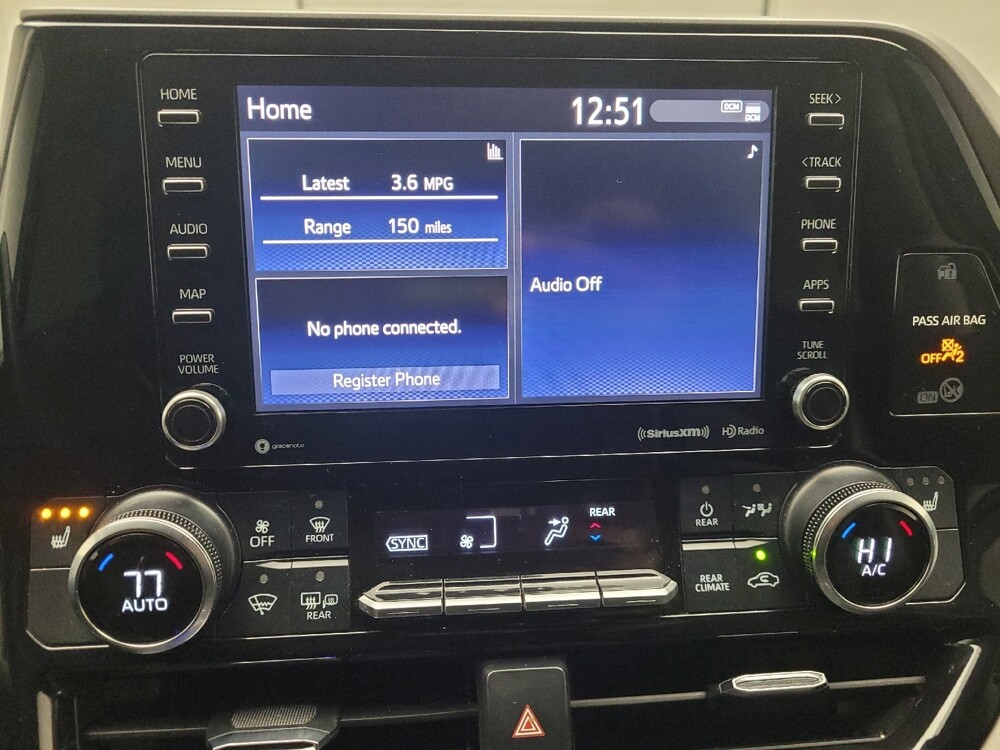 HOME
MENU
AUDIO
MAP
POWER
VOLUME
Home
12:51
DCM
DCM
Latest 3.6 MPG
Range 150 miles
No phone connected.
Register Phone
Audio Off
gracenote
((SiriusXM))
HD Radio
SEEK >
< TRACK
PHONE
APPS
TUNE
SCROLL
PASS AIR BAG
OFF 2
ON
77
AUTO
OFF
FRONT
REAR
SYNC
REAR
REAR
REAR
CLIMATE
HI
A/C